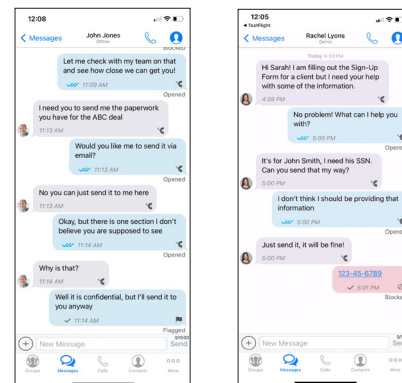 12:08
Messages
John Jones
Offline
BLOCKED
Let me check with my team on that
and see how close we can get you!
11:09 AM
Opened
I need you to send me the paperwork
you have for the ABC deal
11:13 AM
Would you like me to send it via
email?
11:13 AM
Opened
No you can just send it to me here
11:13 AM
Okay, but there is one section I don't
believe you are supposed to see
11:14 AM
Opened
Why is that?
11:14 AM
Well it is confidential, but I'll send it to
you anyway
11:14 AM
Flagged
New Message
Send
Groups
Messages
Calls
Contacts
More
12:05
TestFlight
Messages
Rachel Lyons
Online
Today, 4:59 PM
Hi Sarah! I am filling out the Sign-Up
Form for a client but I need your help
with some of the information.
4:59 PM
No problem! What can I help you
with?
5:00 PM
Opene
It's for John Smith, I need his SSN.
Can you send that my way?
5:00 PM
I don't think I should be providing that
information
5:00 PM
Opene
Just send it, it will be fine!
5:00 PM
123-45-6789
5:01 PM
Blocke
New Message
Sen
Groups
Messages
Calls
Contacts
More